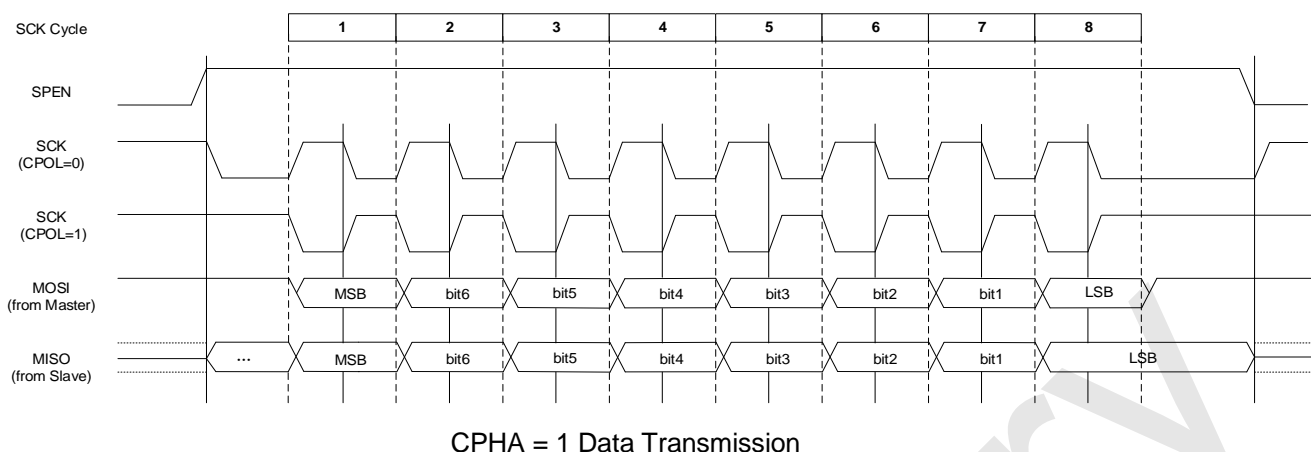 SCK Cycle 1 2 3 4 5 6 7 8
SPEN
SCK
(CPOL=0)
SCK
(CPOL=1)
MOSI
(from Master)
MSB bit6 bit5 bit4 bit3 bit2 bit1 LSB
MISO
(from Slave)
... MSB bit6 bit5 bit4 bit3 bit2 bit1 LSB
CPHA = 1 Data Transmission